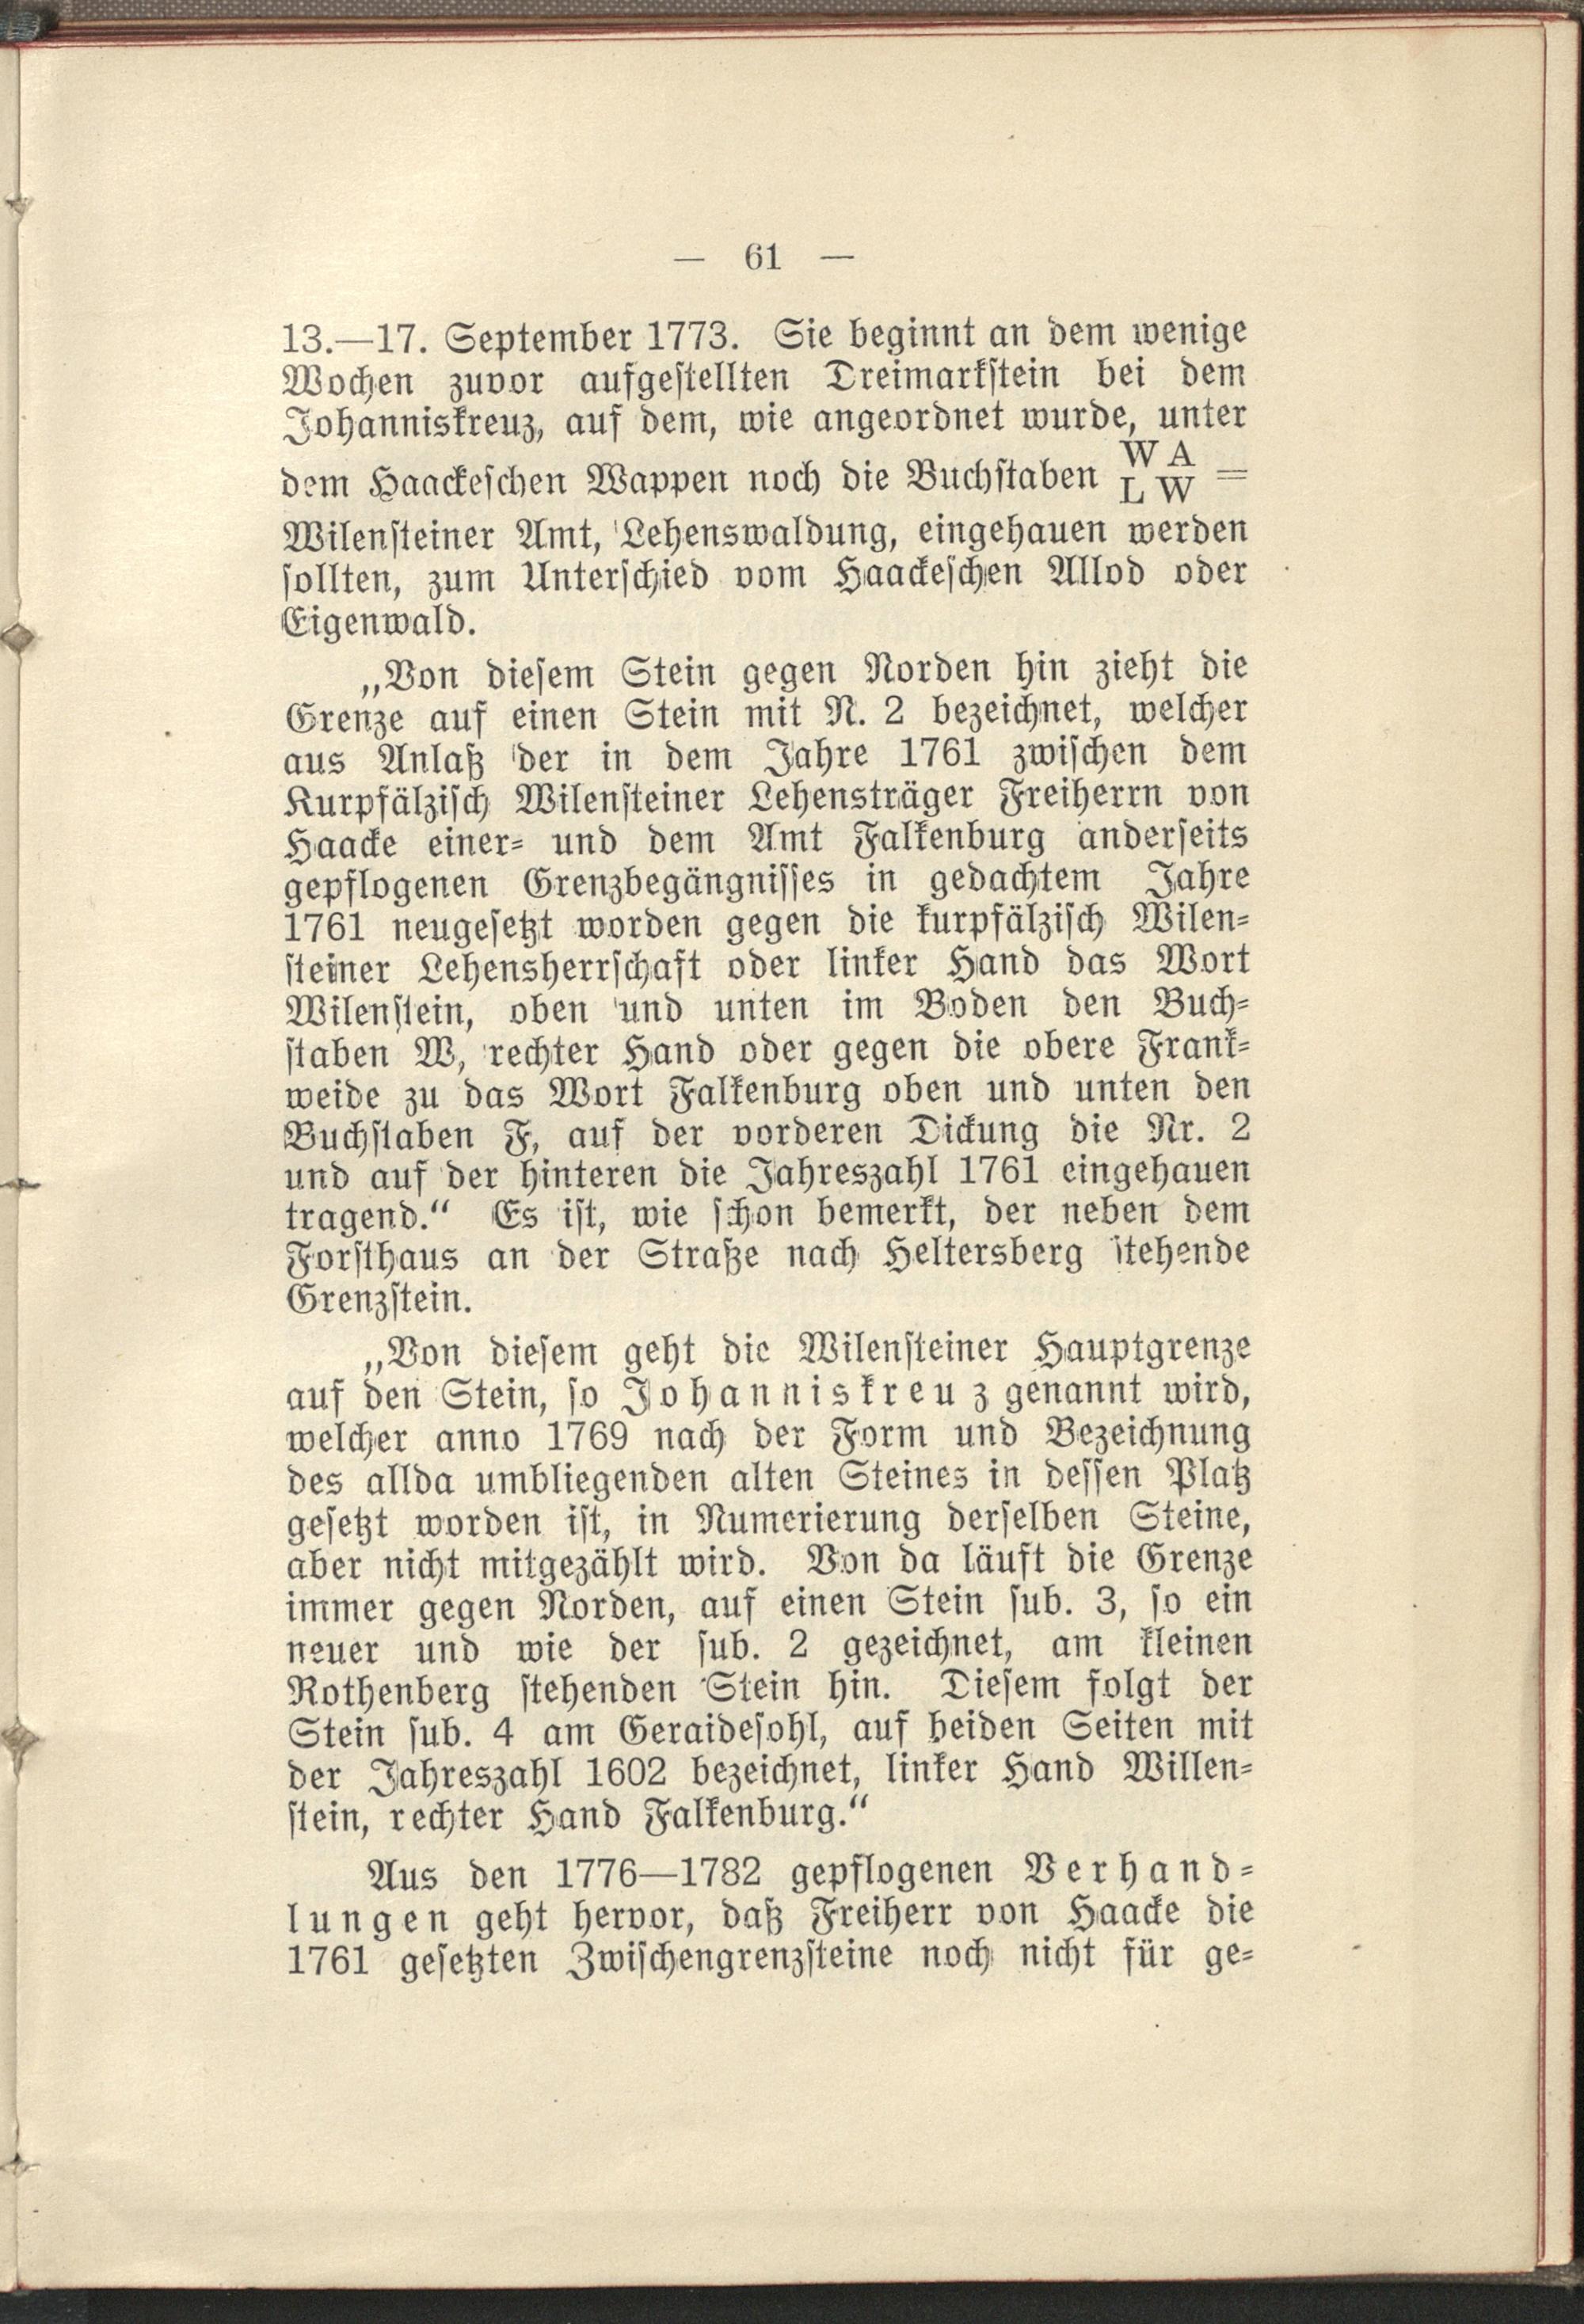 — 61 —
13.—17. September 1773. Sie beginnt an dem wenige
Wochen zuvor aufgestellten Dreimarkstein bei dem
Johanniskreuz, auf dem, wie angeordnet wurde, unter
dem Haackeschen Wappen noch die Buchstaben W A =
L W
Wilensteiner Amt, Lehenswaldung, eingehauen werden
sollten, zum Unterschied vom Haackeschen Allod oder
Eigenwald.
„Von diesem Stein gegen Norden hin zieht die
Grenze auf einen Stein mit N. 2 bezeichnet, welcher
aus Anlaß der in dem Jahre 1761 zwischen dem
Kurpfälzisch Wilensteiner Lehensträger Freiherrn von
Haacke einer- und dem Amt Falkenburg anderseits
gepflogenen Grenzbegängnisses in gedachtem Jahre
1761 neugesetzt worden gegen die kurpfälzisch Wilen-
steiner Lehensherrschaft oder linker Hand das Wort
Wilenstein, oben und unten im Boden den Buch-
staben W, rechter Hand oder gegen die obere Frank-
weide zu das Wort Falkenburg oben und unten den
Buchstaben F, auf der vorderen Dickung die Nr. 2
und auf der hinteren die Jahreszahl 1761 eingehauen
tragend.“ Es ist, wie schon bemerkt, der neben dem
Forsthaus an der Straße nach Heltersberg stehende
Grenzstein.
„Von diesem geht die Wilensteiner Hauptgrenze
auf den Stein, so Johanniskreuz genannt wird,
welcher anno 1769 nach der Form und Bezeichnung
des allda umbliegenden alten Steines in dessen Platz
gesetzt worden ist, in Numerierung derselben Steine,
aber nicht mitgezählt wird. Von da läuft die Grenze
immer gegen Norden, auf einen Stein sub. 3, so ein
neuer und wie der sub. 2 gezeichnet, am kleinen
Rothenberg stehenden Stein hin. Diesem folgt der
Stein sub. 4 am Geraidesohl, auf beiden Seiten mit
der Jahreszahl 1602 bezeichnet, linker Hand Willen-
stein, rechter Hand Falkenburg.“
Aus den 1776—1782 gepflogenen Verhand-
lungen geht hervor, daß Freiherr von Haacke die
1761 gesetzten Zwischengrenzsteine noch nicht für ge-